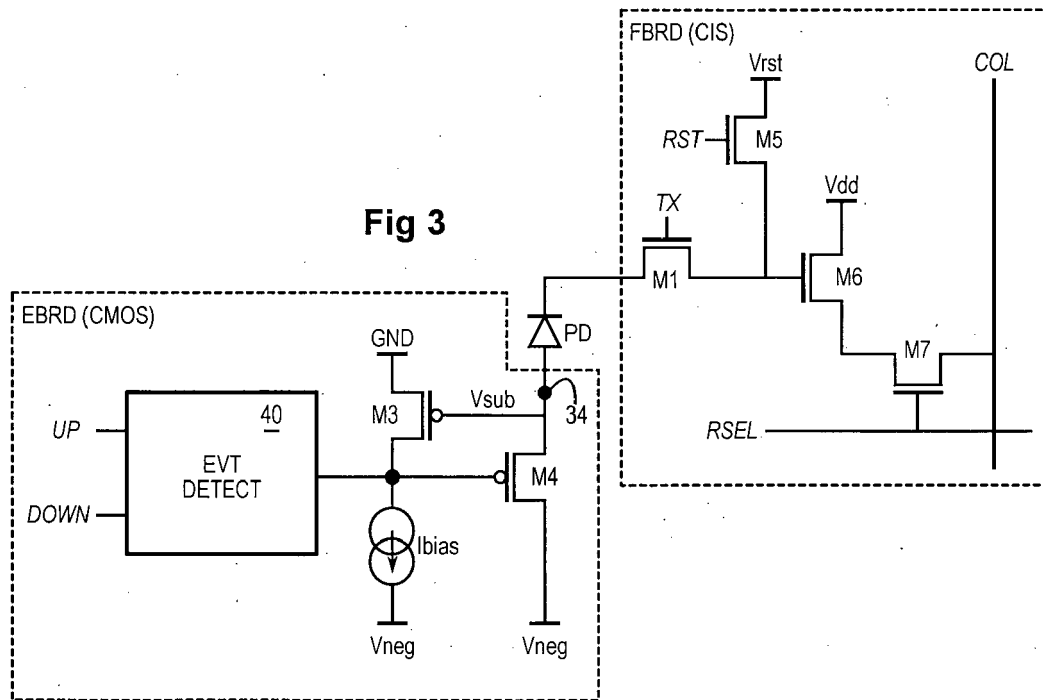 FBRD (CIS)
COL
Vrst
RST
M5
Fig 3
TX
Vdd
M1
M6
EBRD (CMOS)
PD
GND
M7
Vsub
34
M3
40
UP
RSEL
EVT
DETECT
M4
DOWN
Ibias
Vneg
Vneg